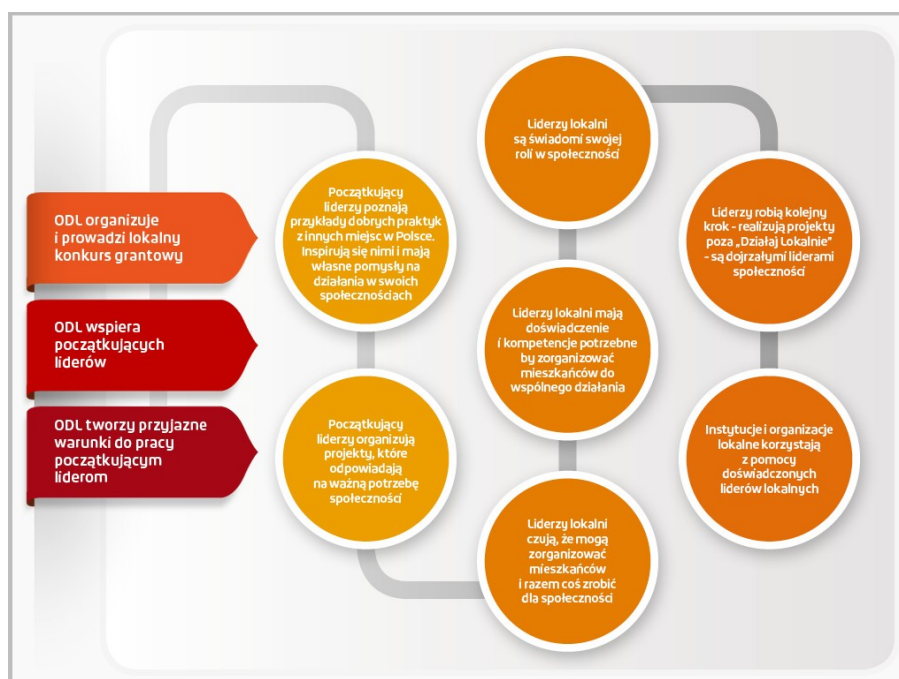 ODL organizuje
i prowadzi lokalny
konkurs grantowy
ODL wspiera
początkujących
liderów
ODL tworzy przyjazne
warunki do pracy
początkującym
liderom
Początkujący
liderzy poznają
przykłady dobrych praktyk
z innych miejsc w Polsce.
Inspirują się nimi i mają
własne pomysły na
działania w swoich
społecznościach
Początkujący
liderzy organizują
projekty, które
odpowiadają
na ważną potrzebę
społeczności
Liderzy lokalni
czują, że mogą
zorganizować
mieszkańców
i razem coś zrobić
dla społeczności
Liderzy lokalni mają
doświadczenie
i kompetencje potrzebne
by zorganizować
mieszkańców do
wspólnego działania
Liderzy lokalni
są świadomi swojej
roli w społeczności
Liderzy robią kolejny
krok - realizują projekty
poza „Działaj Lokalnie”
- są dojrzałymi liderami
społeczności
Instytucje i organizacje
lokalne korzystają
z pomocy
doświadczonych
liderów lokalnych